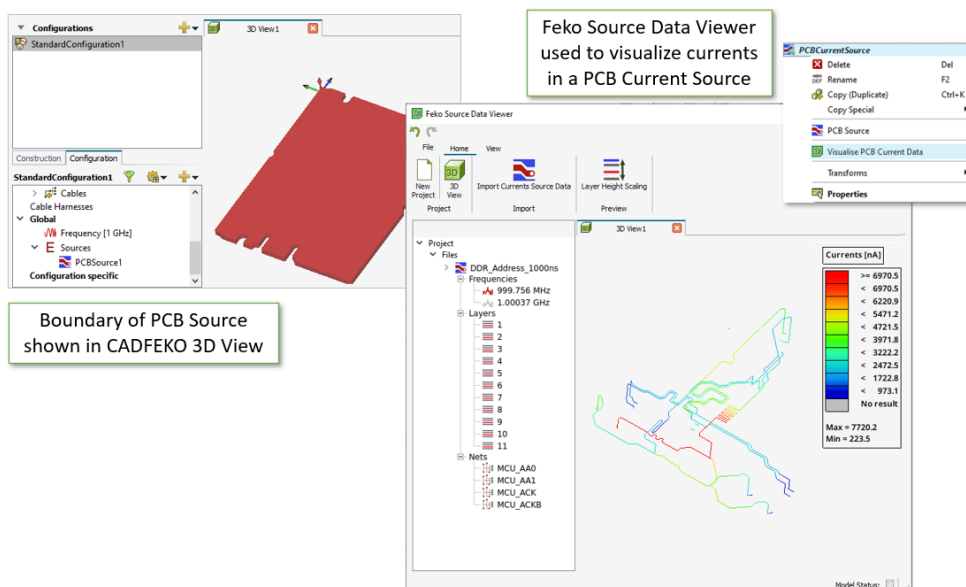 Configurations
StandardConfiguration1
3D View1
Construction
Configuration
StandardConfiguration1
Cables
Cable Harnesses
Global
Frequency [1 GHz]
Sources
PCBSource1
Configuration specific
Boundary of PCB Source
shown in CADFEKO 3D View
Feko Source Data Viewer
used to visualize currents
in a PCB Current Source
PCBCurrentSource
Delete Del
Rename F2
Copy (Duplicate) Ctrl+K
Copy Special
PCB Source
Visualise PCB Current Data
Transforms
Properties
Feko Source Data Viewer
File Home View
New
Project
3D
View
Import Currents Source Data
Layer Height Scaling
Project Import Preview
3D View1
Project
Files
DDR_Address_1000ns
Frequencies
999.756 MHz
1.00037 GHz
Layers
1
2
3
4
5
6
7
8
9
10
11
Nets
MCU_AA0
MCU_AA1
MCU_ACK
MCU_ACKB
Currents [nA]
>= 6970.5
< 6970.5
< 6220.9
< 5471.2
< 4721.5
< 3971.8
< 3222.2
< 2472.5
< 1722.8
< 973.1
No result
Max = 7720.2
Min = 223.5
Model Status: